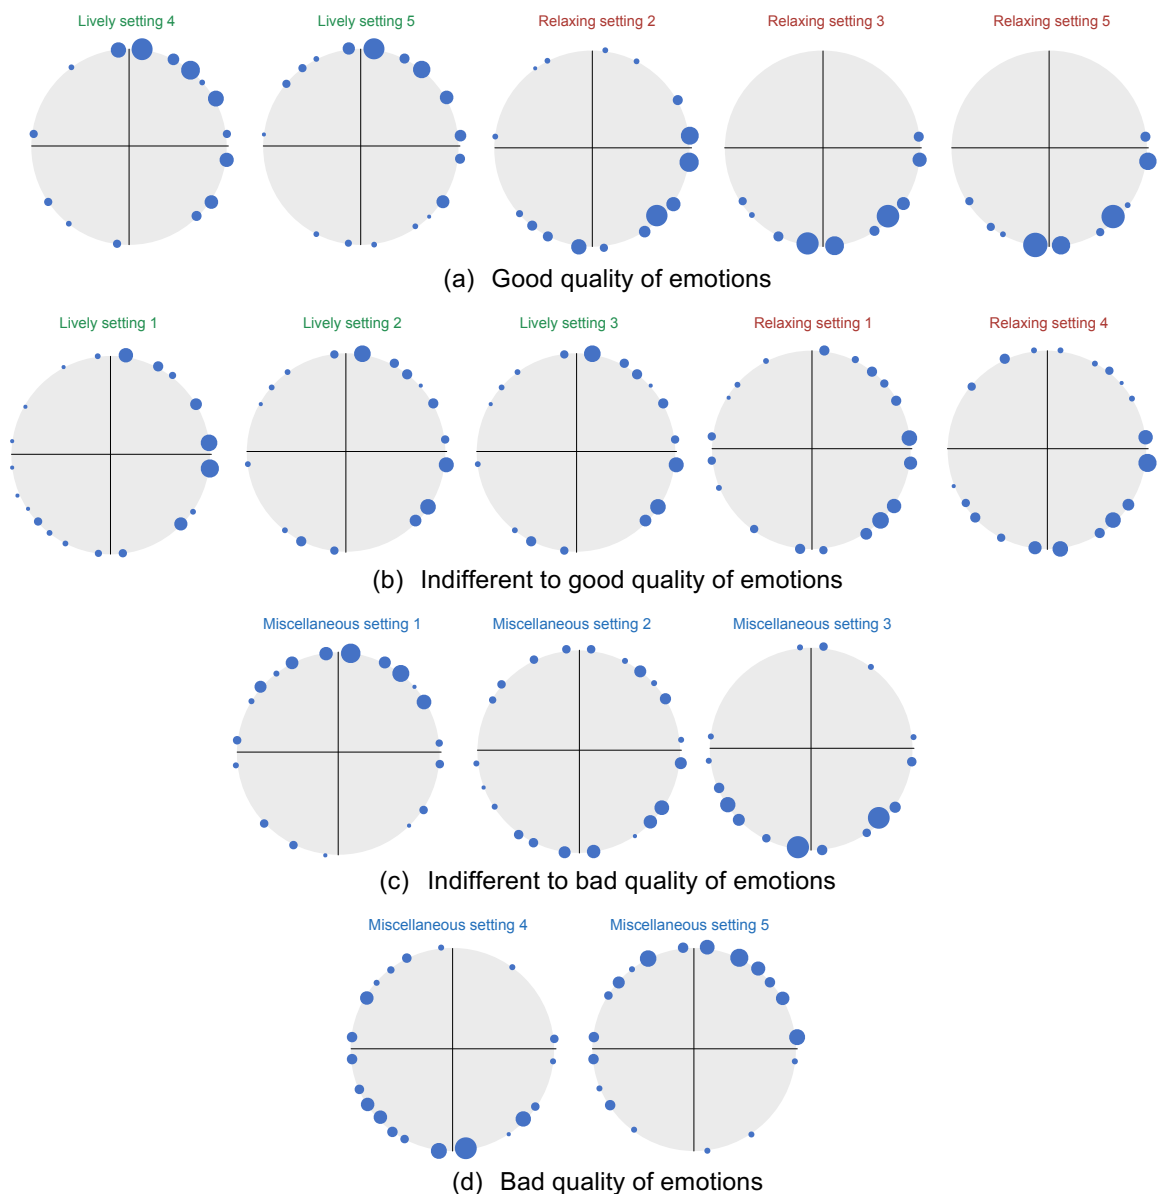 Lively setting 4
Lively setting 5
Relaxing setting 2
Relaxing setting 3
Relaxing setting 5
(a) Good quality of emotions
Lively setting 1
Lively setting 2
Lively setting 3
Relaxing setting 1
Relaxing setting 4
(b) Indifferent to good quality of emotions
Miscellaneous setting 1
Miscellaneous setting 2
Miscellaneous setting 3
(c) Indifferent to bad quality of emotions
Miscellaneous setting 4
Miscellaneous setting 5
(d) Bad quality of emotions